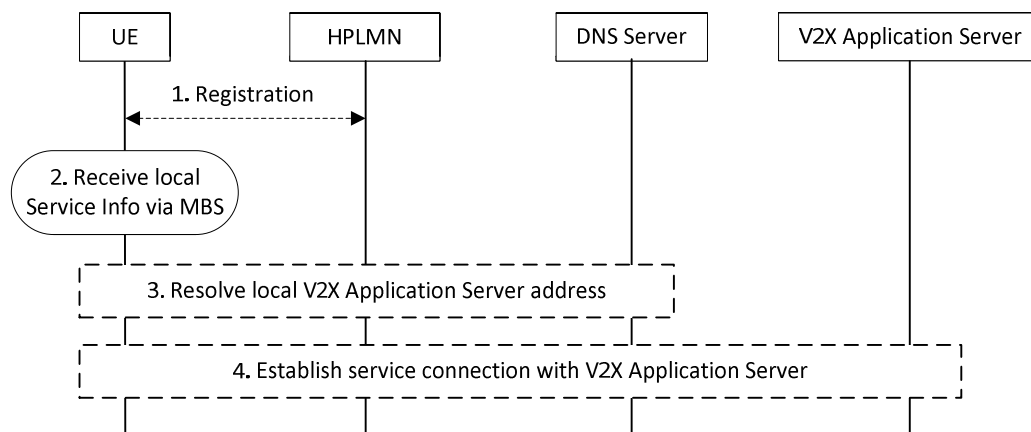 UE
HPLMN
DNS Server
V2X Application Server
1. Registration
2. Receive local
Service Info via MBS
3. Resolve local V2X Application Server address
4. Establish service connection with V2X Application Server